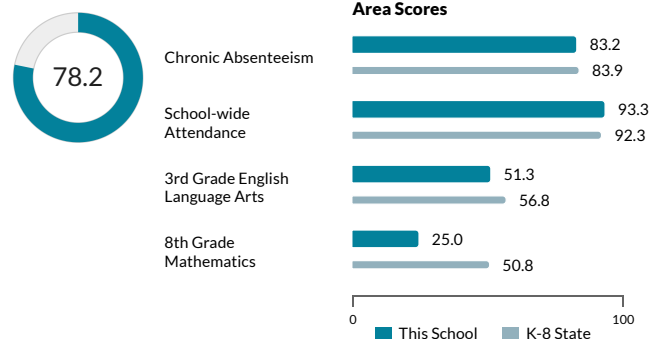 Area Scores
78.2
Chronic Absenteeism
83.2
83.9
School-wide
Attendance
93.3
92.3
3rd Grade English
Language Arts
51.3
56.8
8th Grade
Mathematics
25.0
50.8
0
100
This School
K-8 State